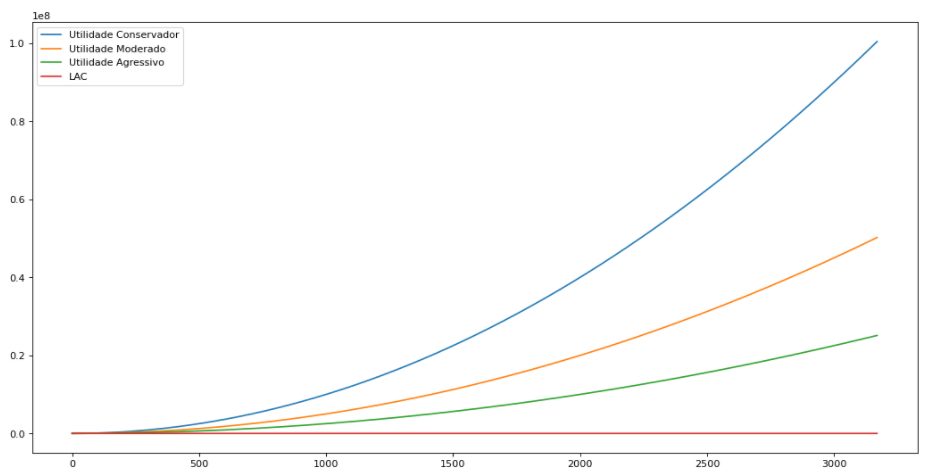 1e8
Utilidade Conservador
Utilidade Moderado
Utilidade Agressivo
LAC
1.0
0.8
0.6
0.4
0.2
0.0
0 500 1000 1500 2000 2500 3000